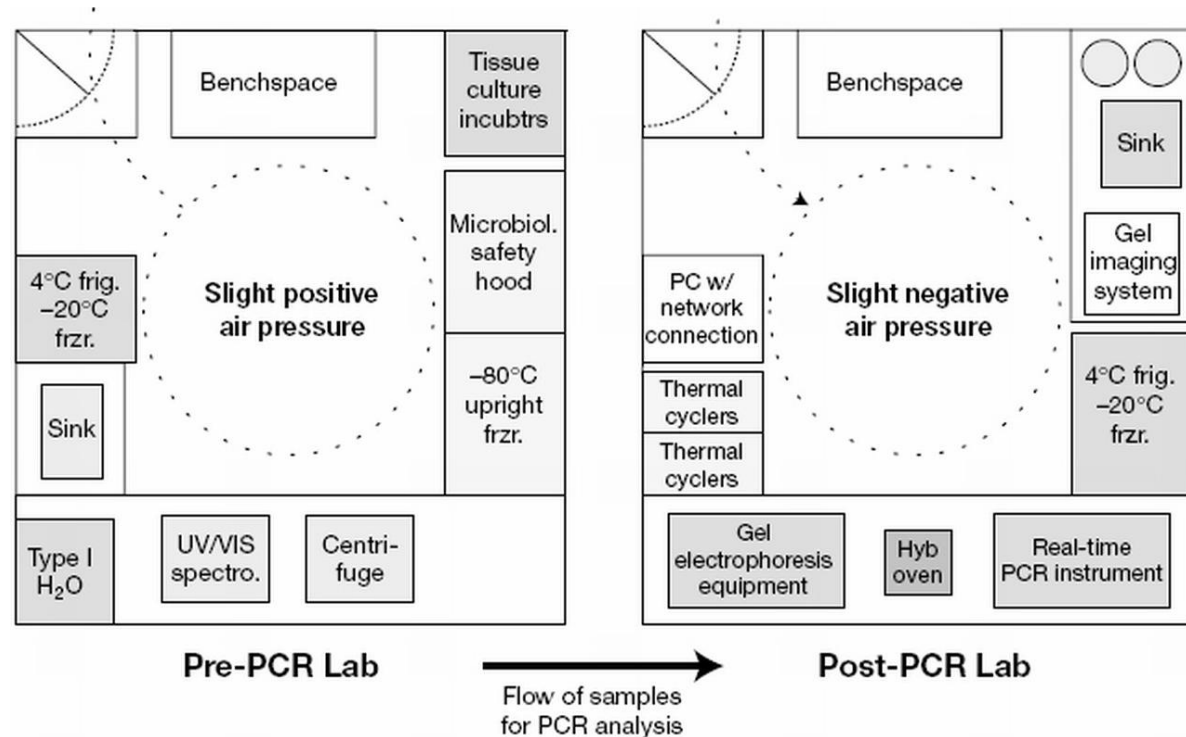 Benchspace
Tissue
culture
incubtrs
Microbiol.
safety
hood
4°C frig.
–20°C
frzr.
Slight positive
air pressure
–80°C
upright
frzr.
Sink
Type I
H₂O
UV/VIS
spectro.
Centri-
fuge
Pre-PCR Lab
Benchspace
Sink
Gel
imaging
system
PC w/
network
connection
Slight negative
air pressure
Thermal
cyclers
Thermal
cyclers
4°C frig.
–20°C
frzr.
Gel
electrophoresis
equipment
Hyb
oven
Real-time
PCR instrument
Post-PCR Lab
Flow of samples
for PCR analysis